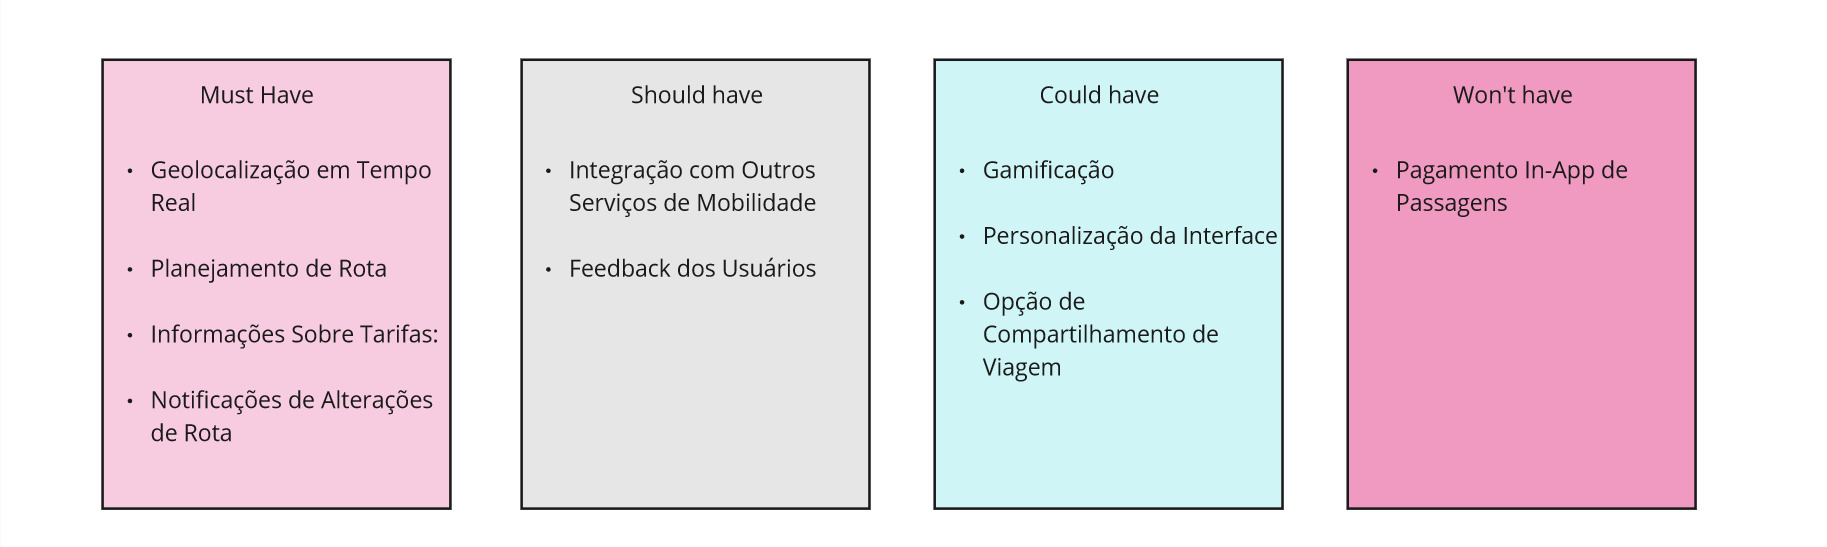 Must Have
• Geolocalização em Tempo
Real
• Planejamento de Rota
• Informações Sobre Tarifas:
• Notificações de Alterações
de Rota
Should have
• Integração com Outros
Serviços de Mobilidade
• Feedback dos Usuários
Could have
• Gamificação
• Personalização da Interface
• Opção de
Compartilhamento de
Viagem
Won't have
• Pagamento In-App de
Passagens